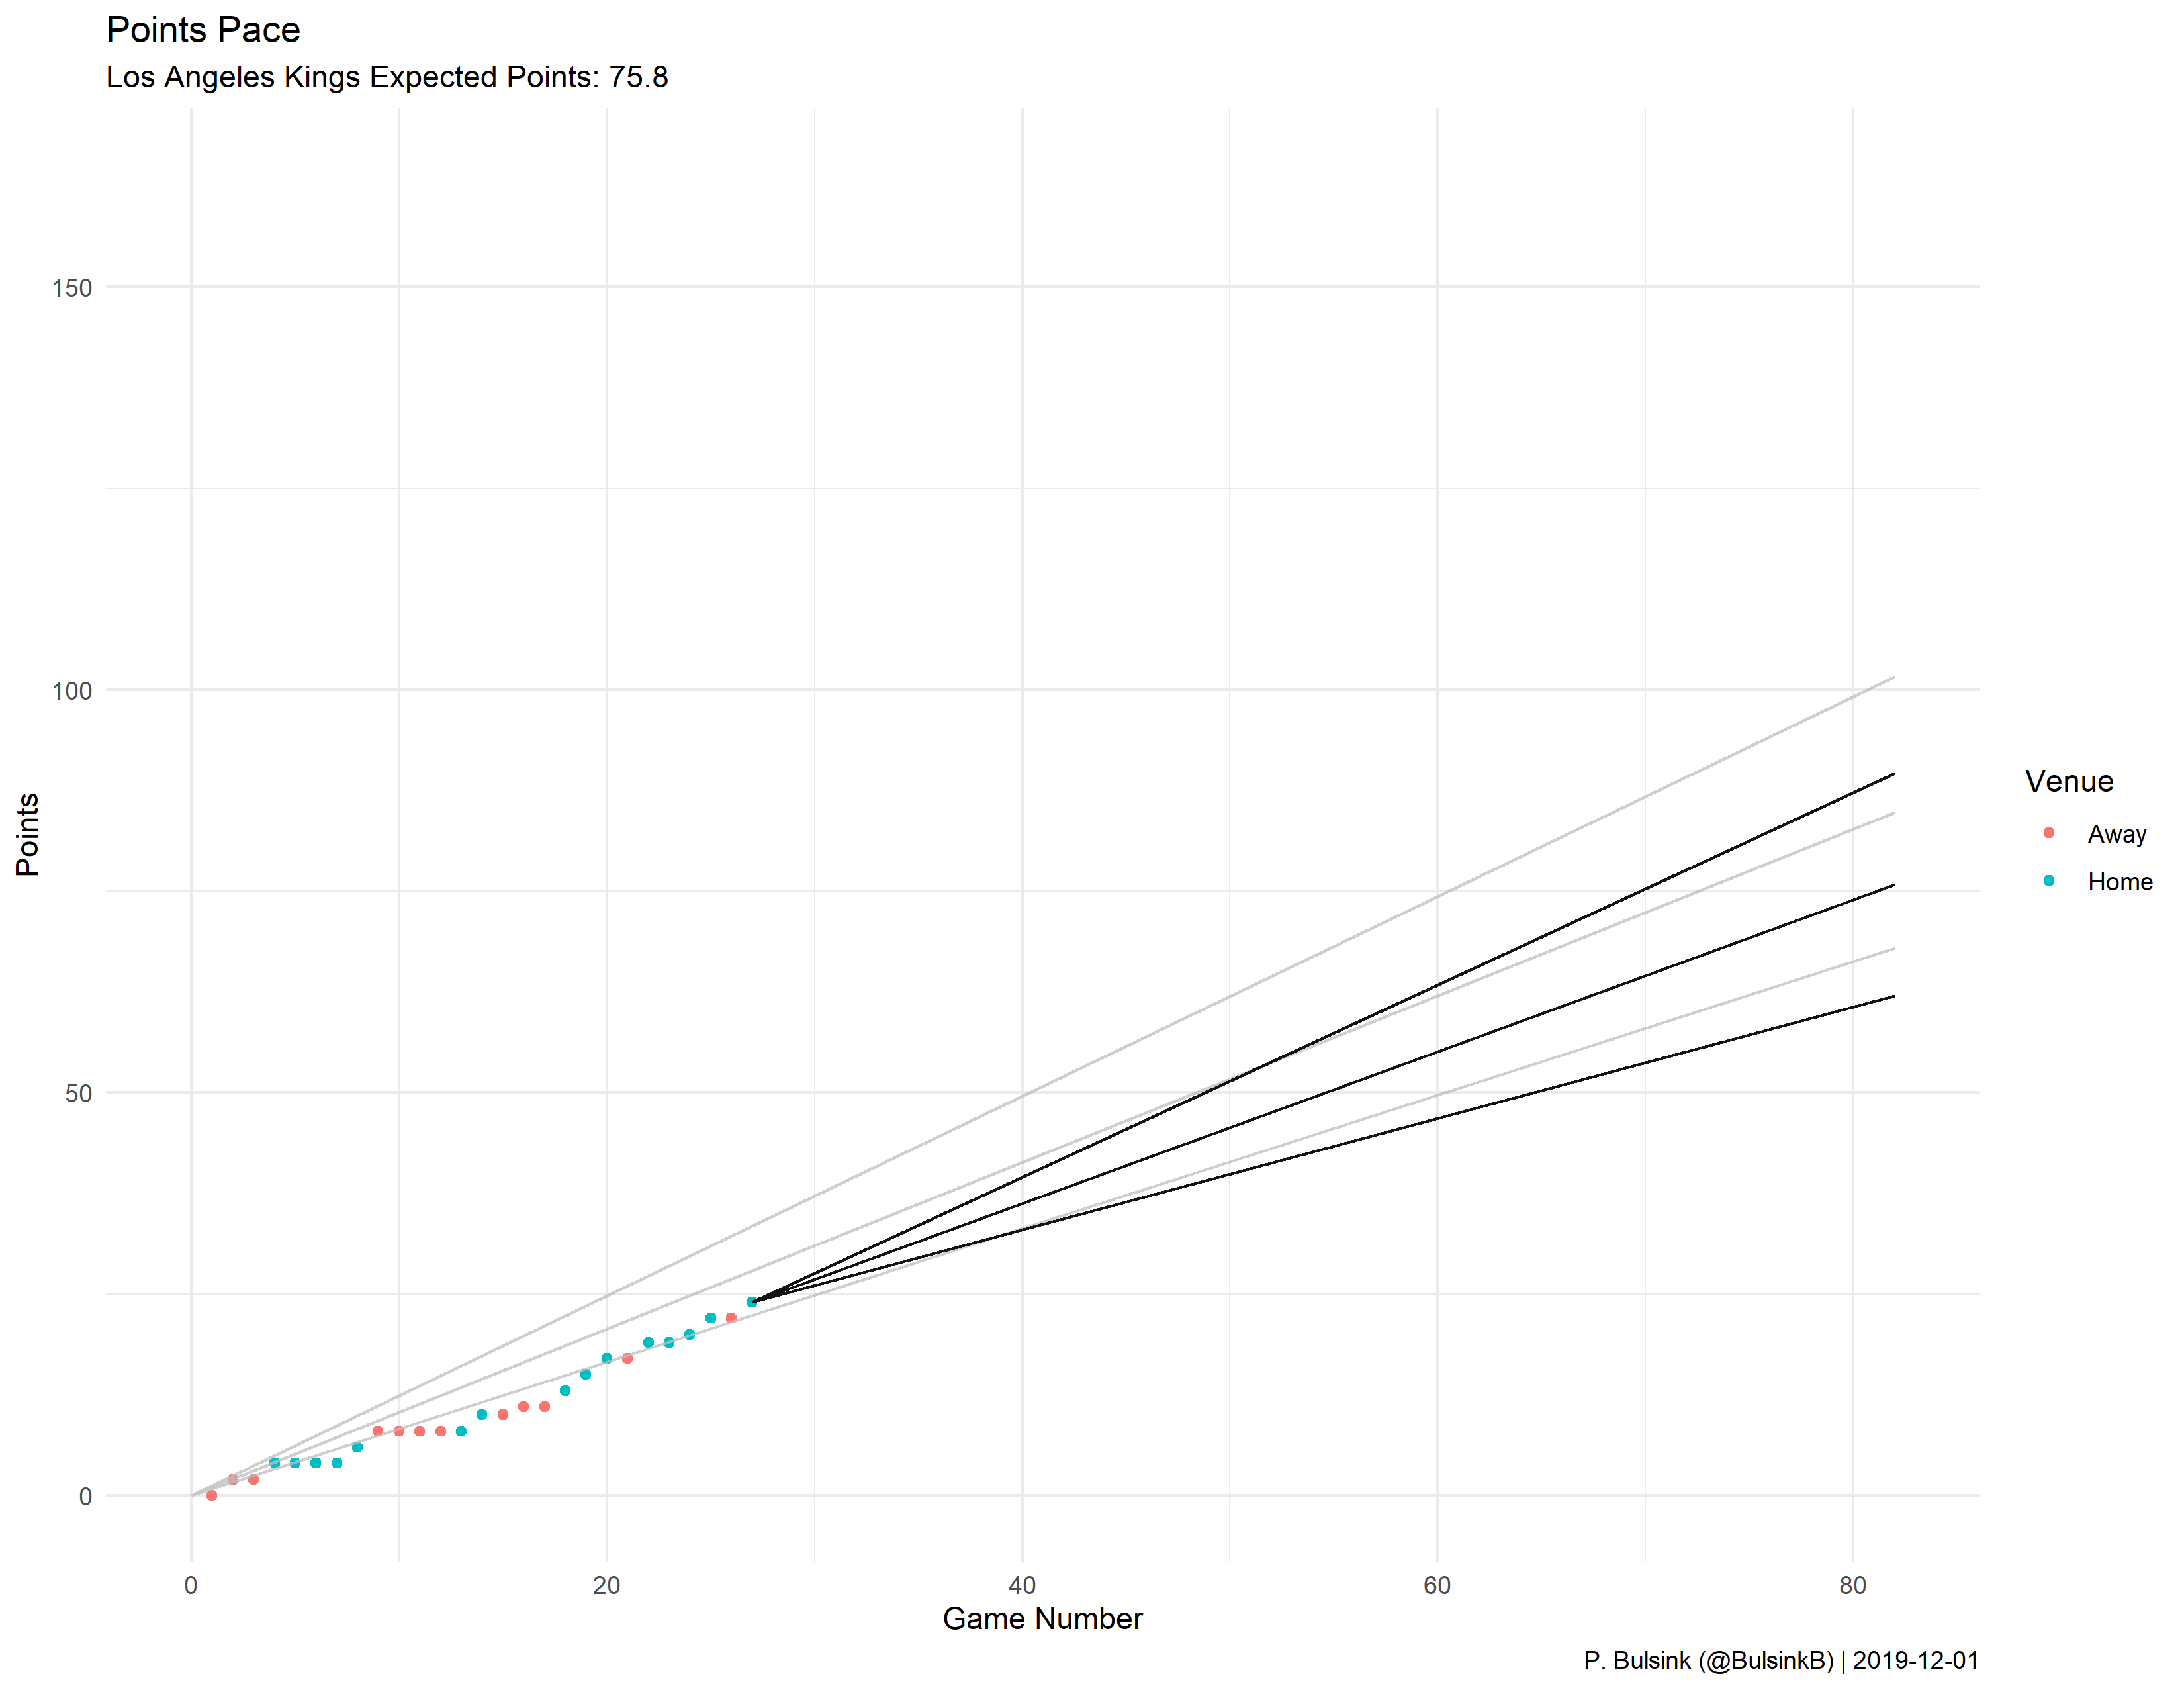 Points Pace
Los Angeles Kings Expected Points: 75.8
150
100
50
0
Points
0 20 40 60 80
Game Number
Venue
Away
Home
P. Bulsink (@BulsinkB) | 2019-12-01